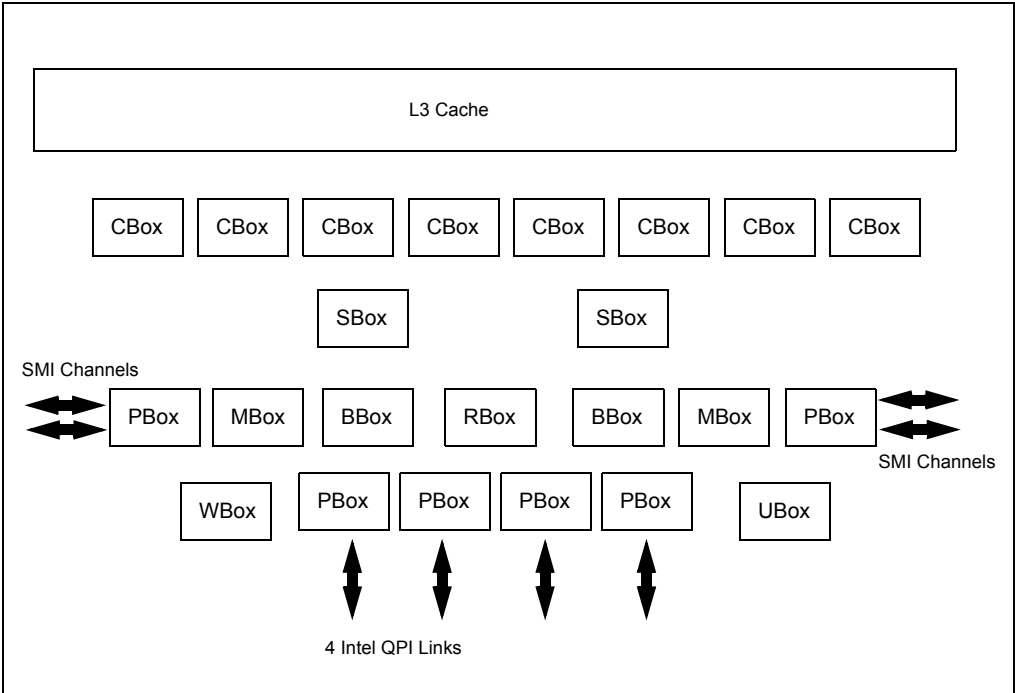 L3 Cache
CBox CBox CBox CBox CBox CBox CBox CBox
SBox SBox
SMI Channels
PBox MBox BBox RBox BBox MBox PBox
SMI Channels
WBox PBox PBox PBox PBox UBox
4 Intel QPI Links